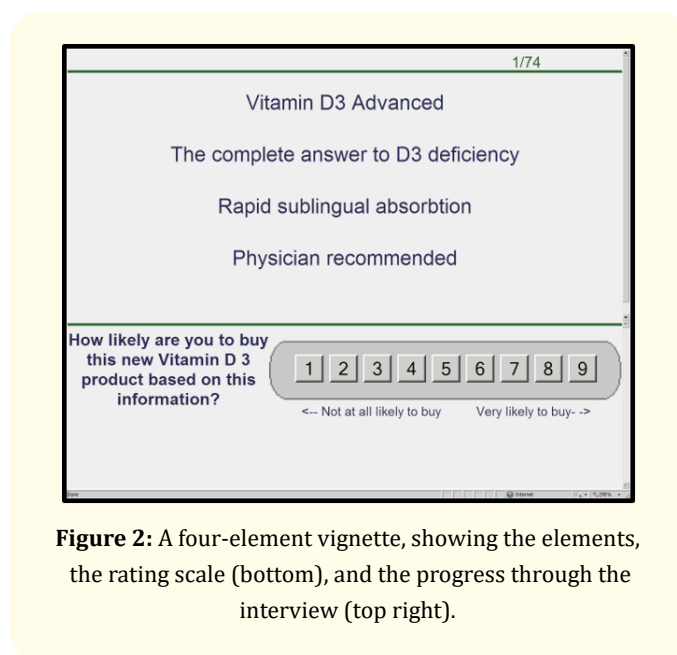 1/74
Vitamin D3 Advanced
The complete answer to D3 deficiency
Rapid sublingual absorbtion
Physician recommended
How likely are you to buy
this new Vitamin D 3
product based on this
information?
1 2 3 4 5 6 7 8 9
<-- Not at all likely to buy Very likely to buy- ->
Internet
Figure 2: A four-element vignette, showing the elements,
the rating scale (bottom), and the progress through the
interview (top right).